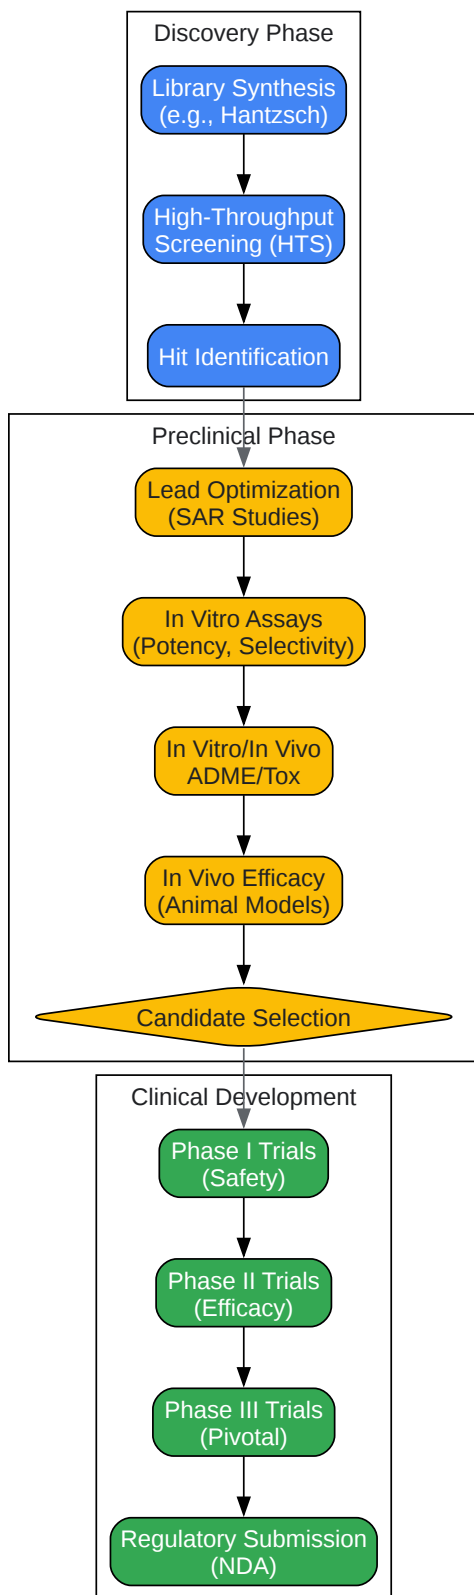 Discovery Phase
Library Synthesis
(e.g., Hantzsch)
High-Throughput
Screening (HTS)
Hit Identification
Preclinical Phase
Lead Optimization
(SAR Studies)
In Vitro Assays
(Potency, Selectivity)
In Vitro/In Vivo
ADME/Tox
In Vivo Efficacy
(Animal Models)
Candidate Selection
Clinical Development
Phase I Trials
(Safety)
Phase II Trials
(Efficacy)
Phase III Trials
(Pivotal)
Regulatory Submission
(NDA)